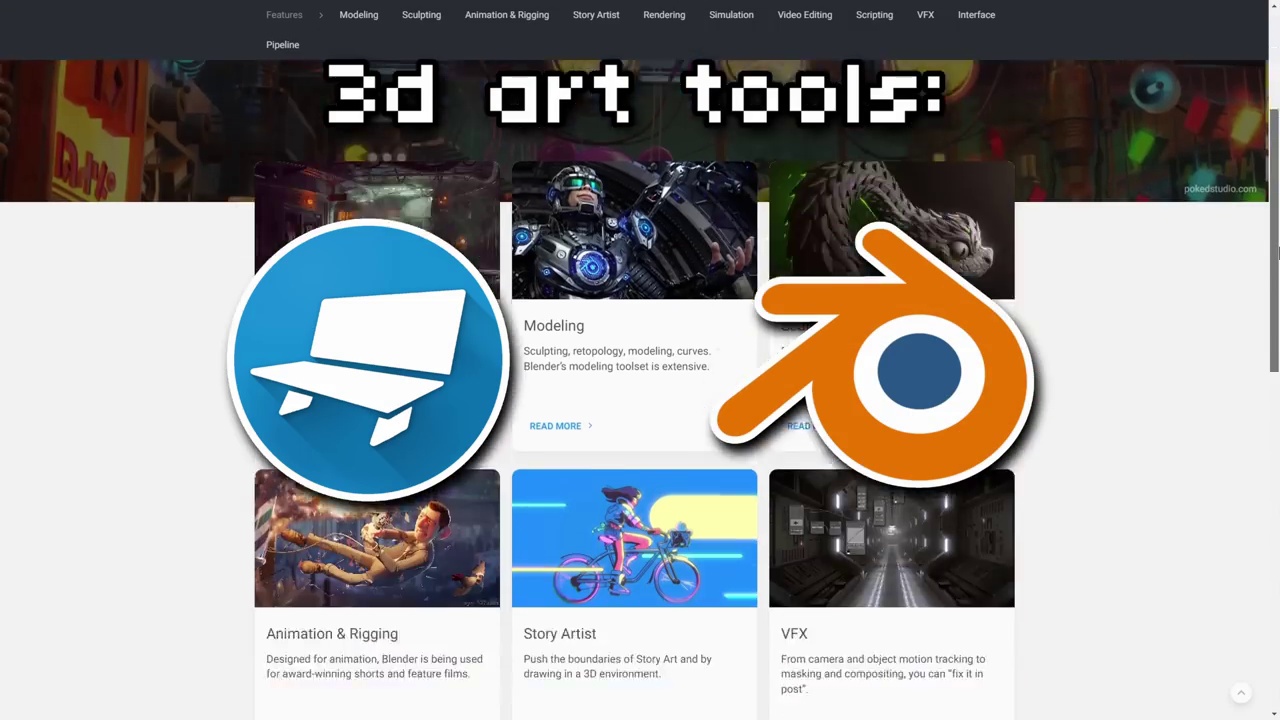 Features > Modeling Sculpting Animation & Rigging Story Artist Rendering Simulation Video Editing Scripting VFX Interface
Pipeline
3d art tools:
pokedstudio.com
Modeling
Sculpting, retopology, modeling, curves.
Blender's modeling toolset is extensive.
READ MORE >
READ
Animation & Rigging
Designed for animation, Blender is being used
for award-winning shorts and feature films.
Story Artist
Push the boundaries of Story Art and by
drawing in a 3D environment.
VFX
From camera and object motion tracking to
masking and compositing, you can "fix it in
post".